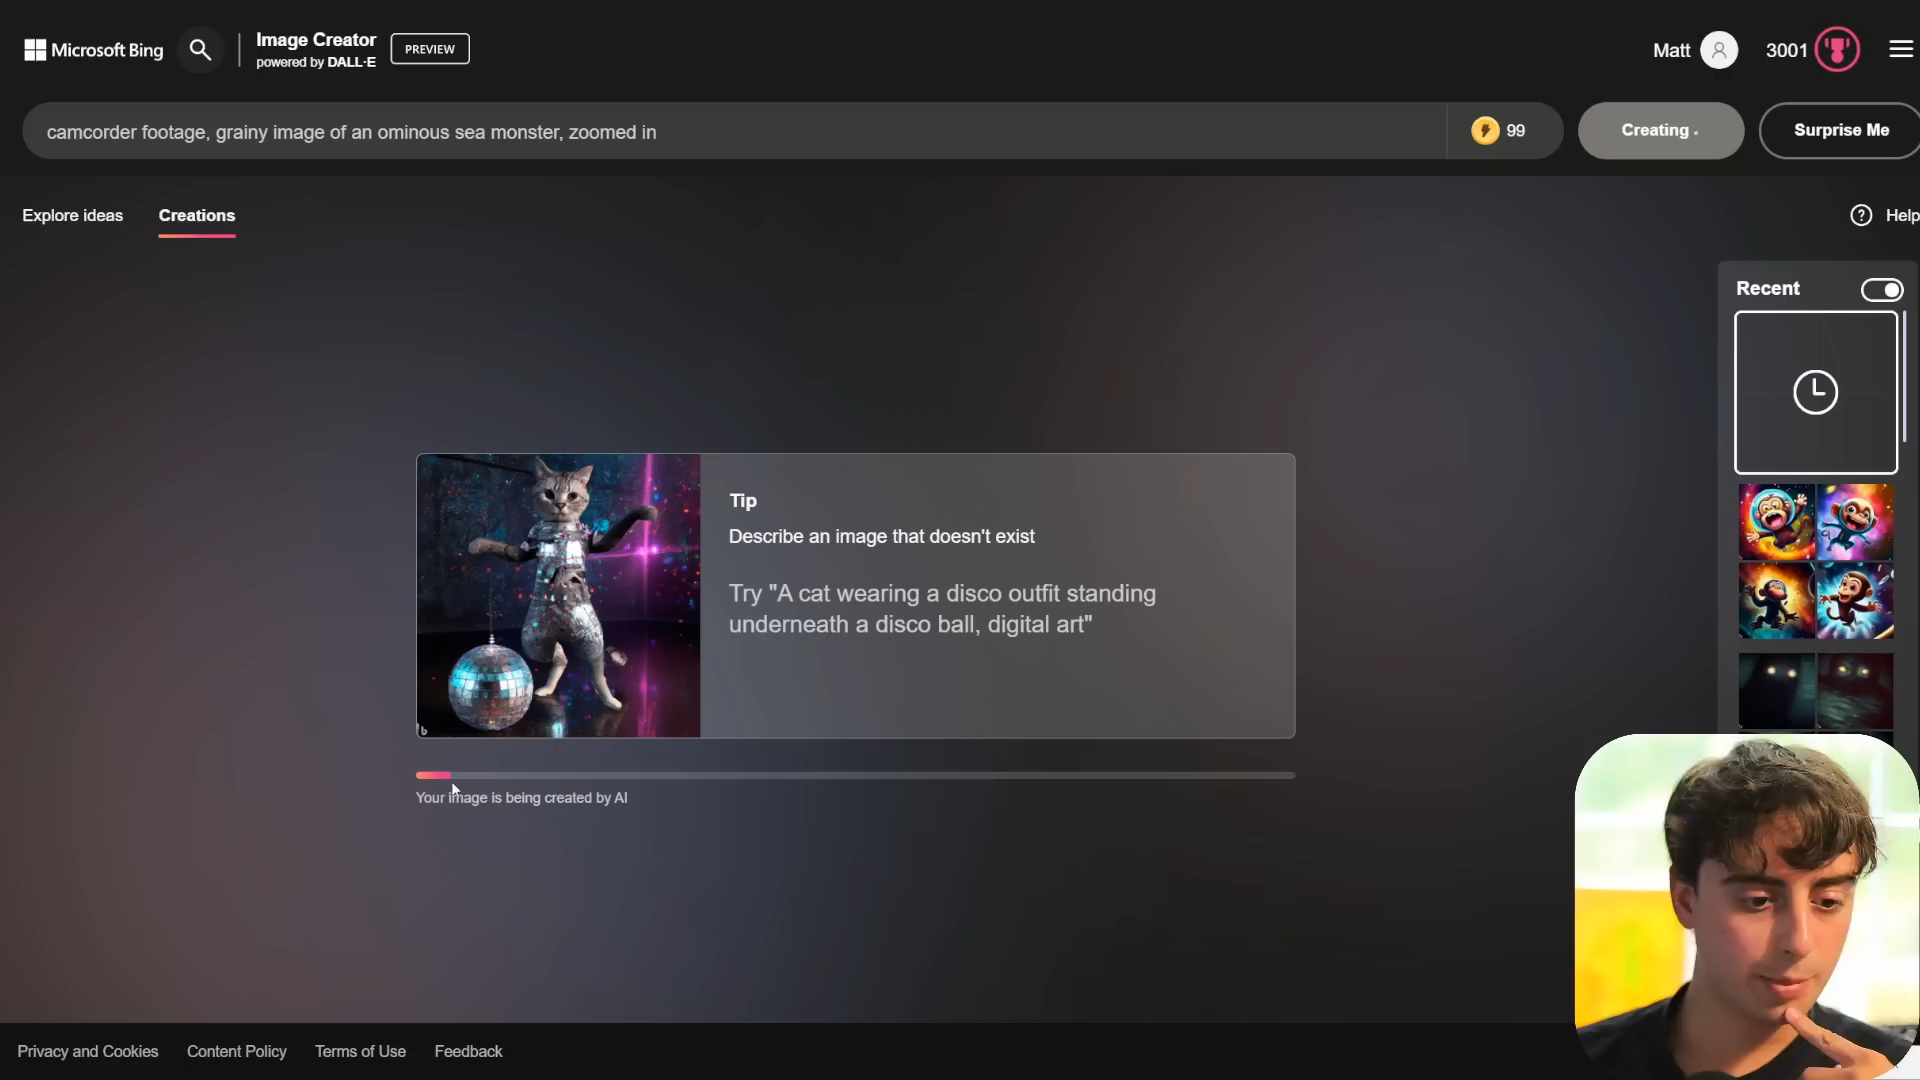 Microsoft Bing
Image Creator
powered by DALL·E
PREVIEW
Matt
3001
camcorder footage, grainy image of an ominous sea monster, zoomed in
99
Creating .
Surprise Me
Explore ideas
Creations
Help
Recent
Tip
Describe an image that doesn't exist
Try "A cat wearing a disco outfit standing
underneath a disco ball, digital art"
Your image is being created by AI
Privacy and Cookies
Content Policy
Terms of Use
Feedback